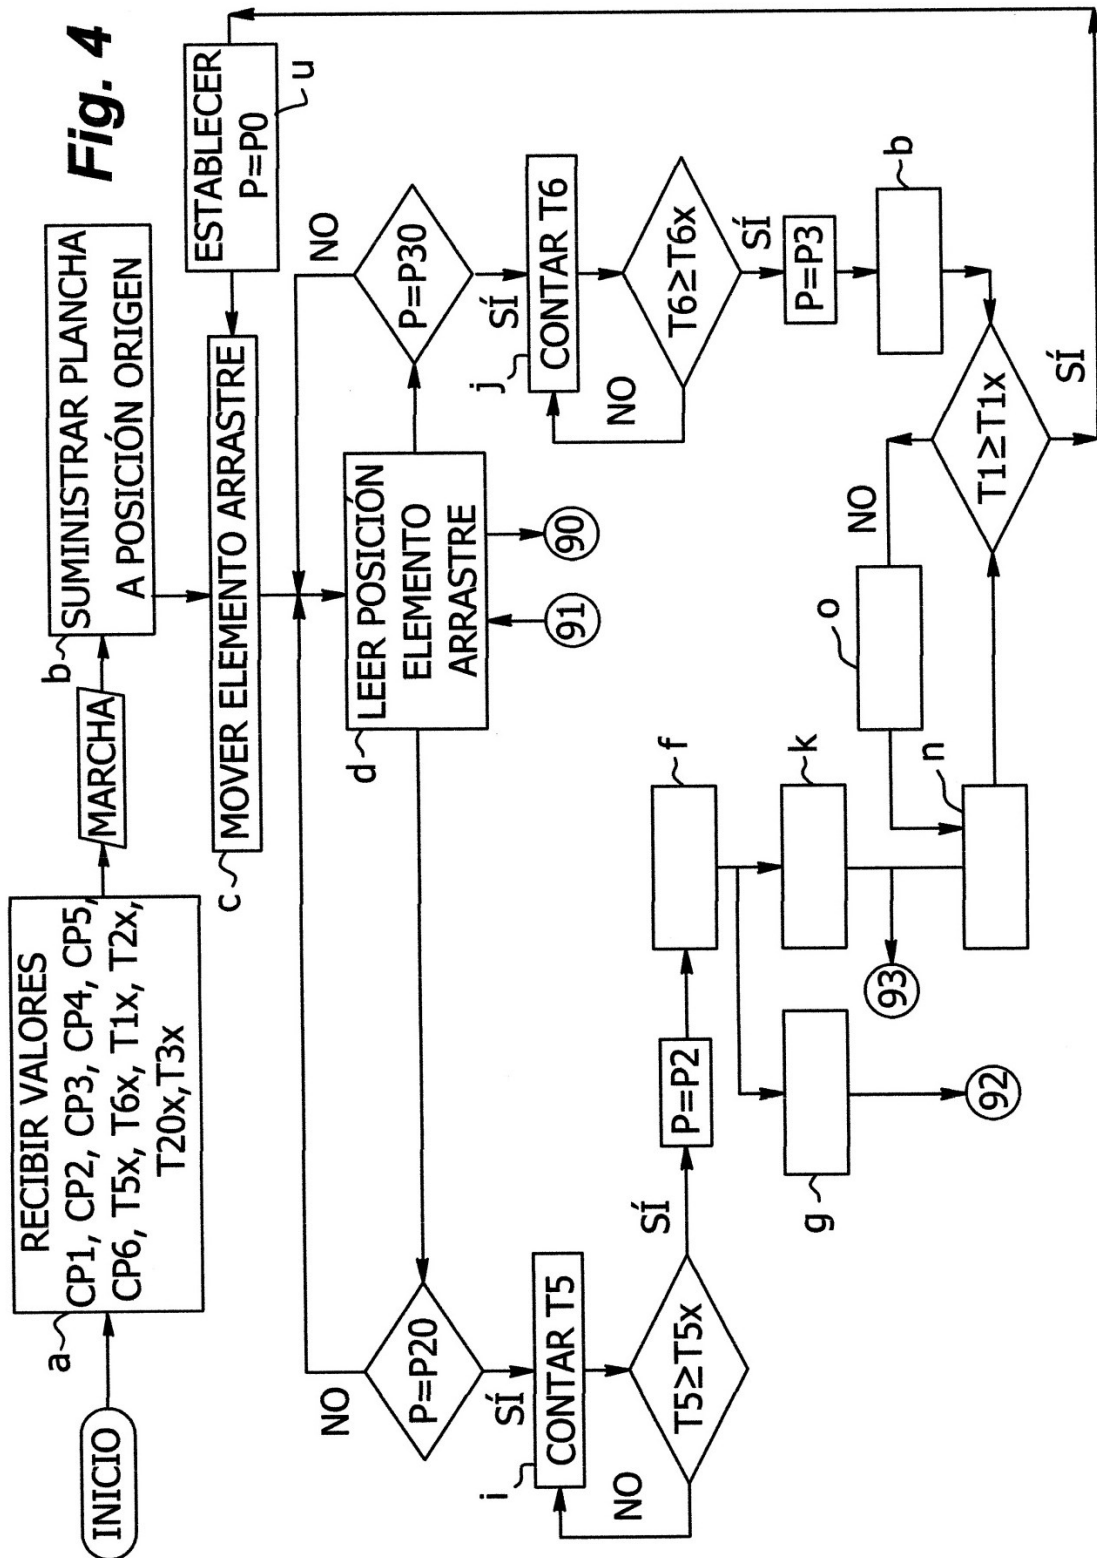 Fig. 4
INICIO
a
RECIBIR VALORES
CP1, CP2, CP3, CP4, CP5,
CP6, T5x, T6x, T1x, T2x,
T20x,T3x
MARCHA
b
SUMINISTRAR PLANCHA
A POSICIÓN ORIGEN
c
MOVER ELEMENTO ARRASTRE
ESTABLECER
P=P0
u
d
LEER POSICIÓN
ELEMENTO
ARRASTRE
91
90
NO
P=P20
SÍ
i
CONTAR T5
NO
T5≥T5x
SÍ
P=P2
NO
P=P30
SÍ
j
CONTAR T6
NO
T6≥T6x
SÍ
P=P3
b
f
g
k
92
93
n
o
NO
T1≥T1x
SÍ